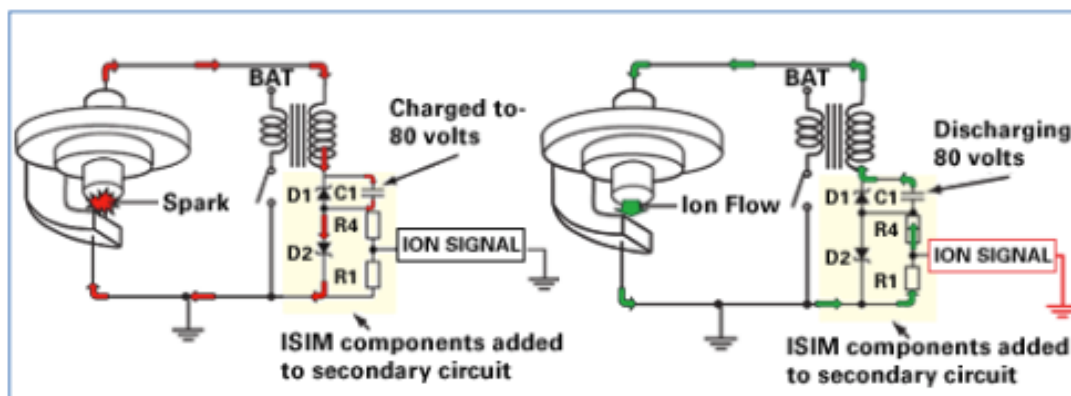 BAT
Charged to-
80 volts
Spark
D1
C1
R4
D2
R1
ION SIGNAL
ISIM components added
to secondary circuit
BAT
Discharging
80 volts
Ion Flow
D1
C1
R4
D2
R1
ION SIGNAL
ISIM components added
to secondary circuit